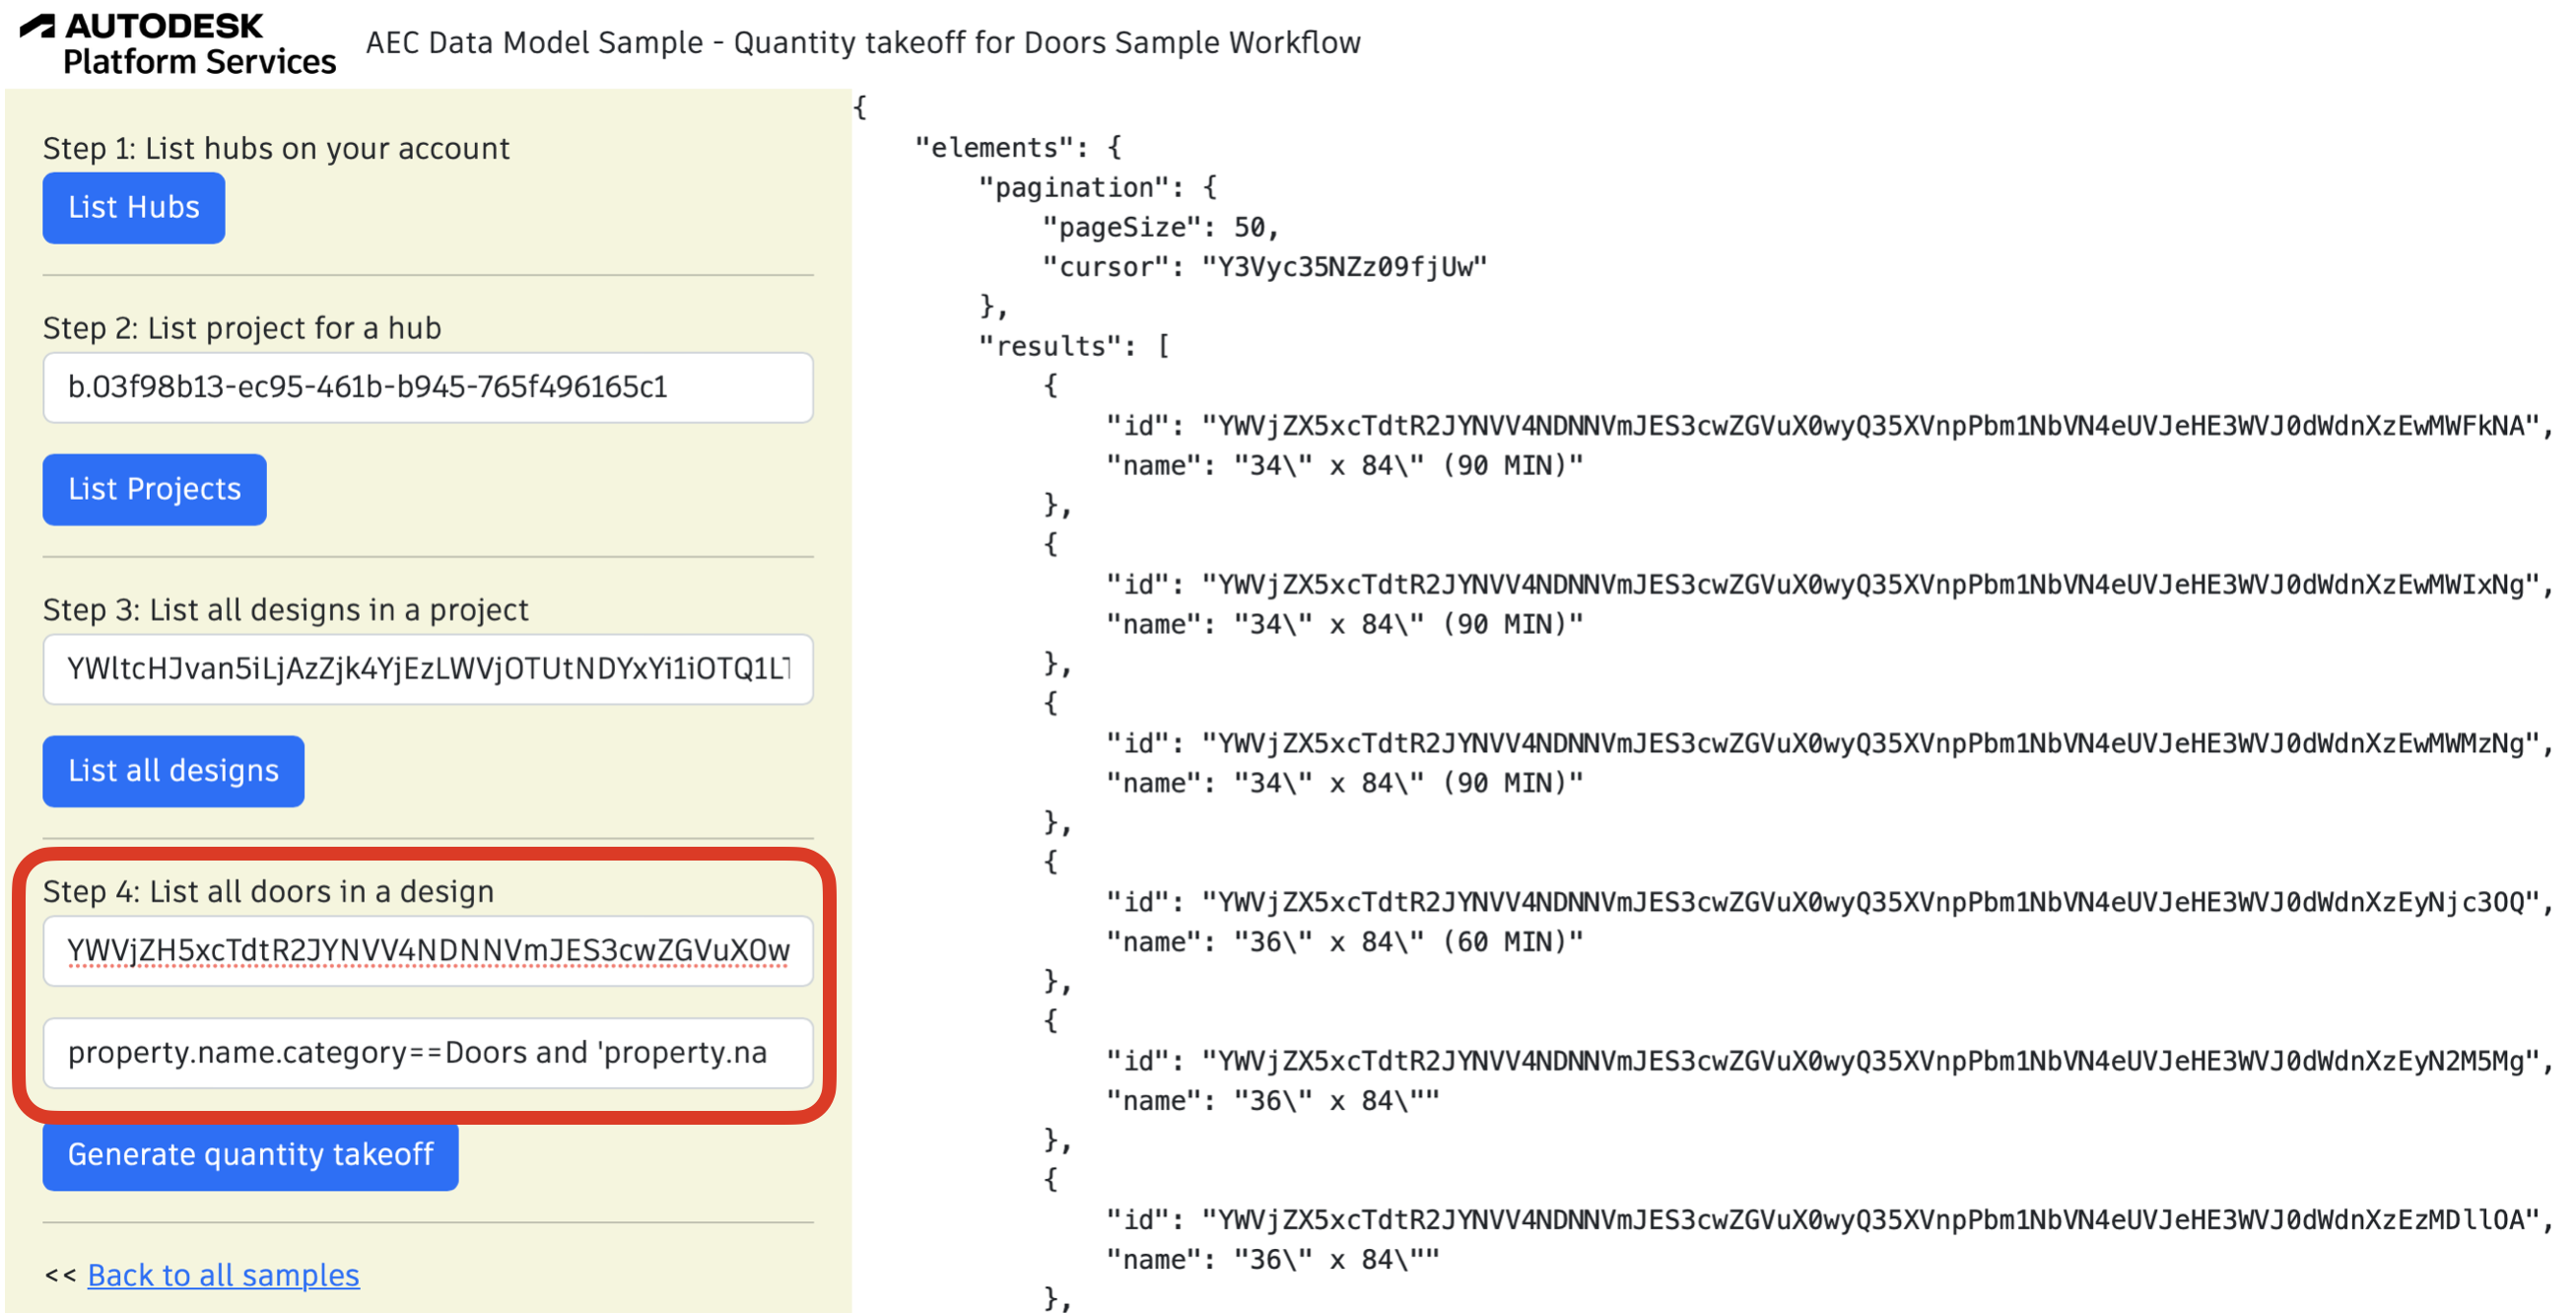 AUTODESK
Platform Services
AEC Data Model Sample - Quantity takeoff for Doors Sample Workflow
Step 1: List hubs on your account
List Hubs
Step 2: List project for a hub
b.03f98b13-ec95-461b-b945-765f496165c1
List Projects
Step 3: List all designs in a project
YWltcHJvan5iLjAzZjk4YjEzLWVjOTUtNDYxYi1iOTQ1LT
List all designs
Step 4: List all doors in a design
YWVjZH5xcTdtR2JYNVV4NDNNVmJES3cwZGVuX0w
property.name.category==Doors and 'property.na
Generate quantity takeoff
<< Back to all samples
{
"elements": {
"pagination": {
"pageSize": 50,
"cursor": "Y3Vyc35NZz09fjUw"
},
"results": [
{
"id": "YWVjZX5xcTdtR2JYNVV4NDNNVmJES3cwZGVuX0wyQ35XVnpPbm1NbVN4eUVJeHE3WVJ0dWdnXzEwMWFkNA",
"name": "34\" x 84\" (90 MIN)"
},
{
"id": "YWVjZX5xcTdtR2JYNVV4NDNNVmJES3cwZGVuX0wyQ35XVnpPbm1NbVN4eUVJeHE3WVJ0dWdnXzEwMWIxNg",
"name": "34\" x 84\" (90 MIN)"
},
{
"id": "YWVjZX5xcTdtR2JYNVV4NDNNVmJES3cwZGVuX0wyQ35XVnpPbm1NbVN4eUVJeHE3WVJ0dWdnXzEwMWMzNg",
"name": "34\" x 84\" (90 MIN)"
},
{
"id": "YWVjZX5xcTdtR2JYNVV4NDNNVmJES3cwZGVuX0wyQ35XVnpPbm1NbVN4eUVJeHE3WVJ0dWdnXzEyNjc3OQ",
"name": "36\" x 84\" (60 MIN)"
},
{
"id": "YWVjZX5xcTdtR2JYNVV4NDNNVmJES3cwZGVuX0wyQ35XVnpPbm1NbVN4eUVJeHE3WVJ0dWdnXzEyN2M5Mg",
"name": "36\" x 84\""
},
{
"id": "YWVjZX5xcTdtR2JYNVV4NDNNVmJES3cwZGVuX0wyQ35XVnpPbm1NbVN4eUVJeHE3WVJ0dWdnXzEzMDllOA",
"name": "36\" x 84\""
},